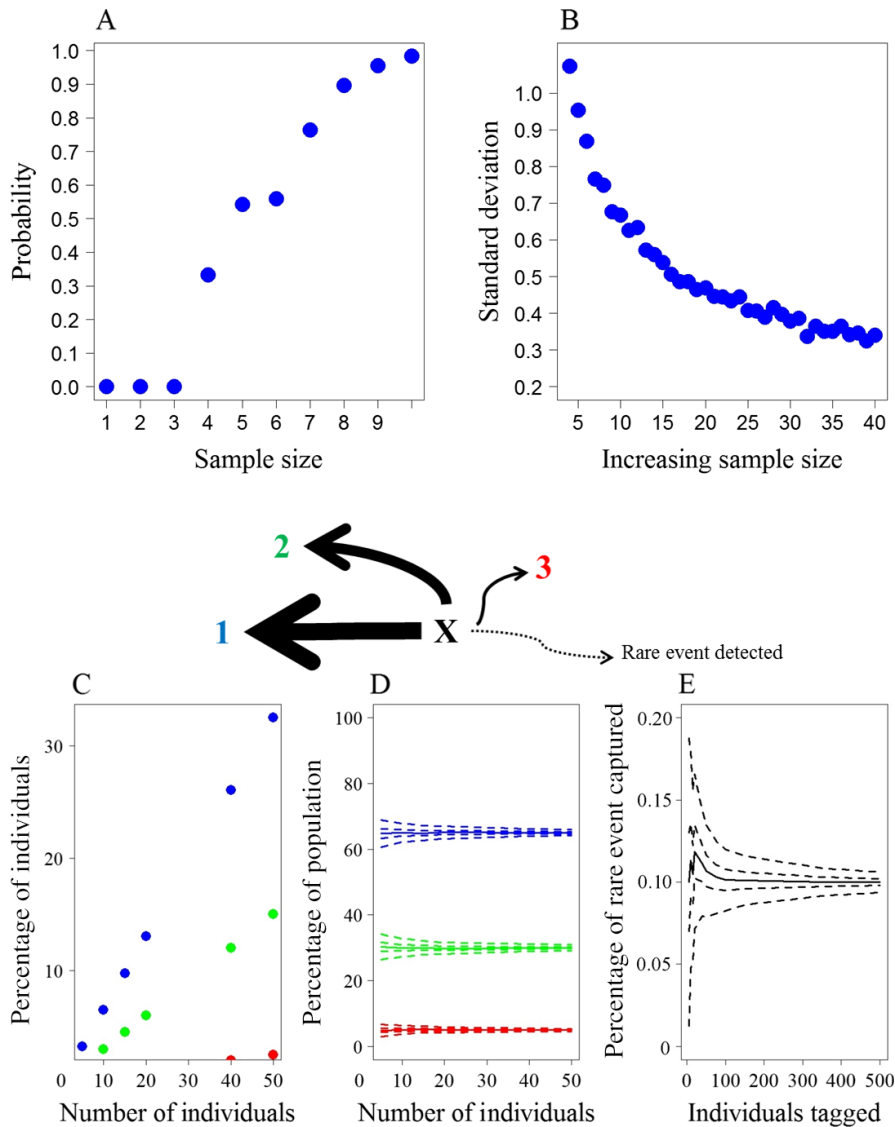 A
B
1.0
0.9
0.8
0.7
0.6
0.5
0.4
0.3
0.2
0.1
0.0
Probability
1 2 3 4 5 6 7 8 9
Sample size
1.0
0.9
0.8
0.7
0.6
0.5
0.4
0.3
0.2
Standard deviation
5 10 15 20 25 30 35 40
Increasing sample size
2
3
1
X
Rare event detected
C
D
E
30
20
10
0
Percentage of individuals
10 20 30 40 50
Number of individuals
100
80
60
40
20
0
Percentage of population
0 10 20 30 40 50
Number of individuals
0.20
0.15
0.10
0.05
0
Percentage of rare event captured
0 100 200 300 400 500
Individuals tagged